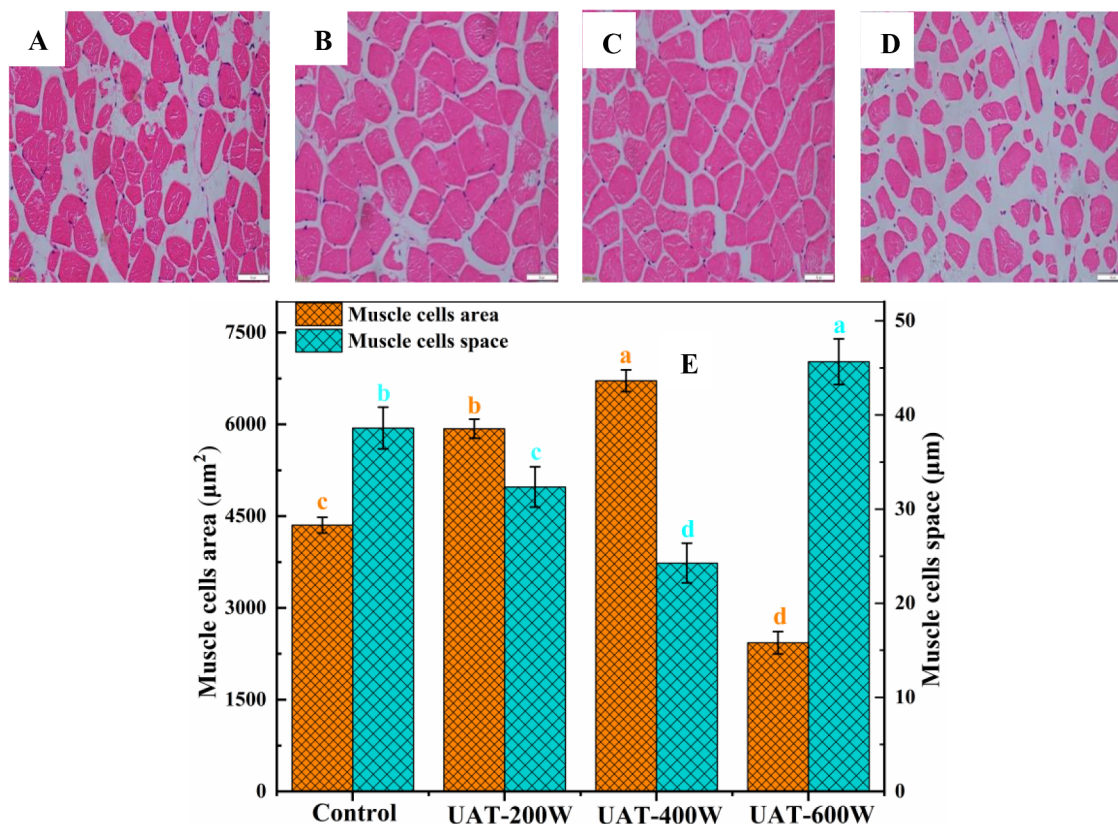 A
B
C
D
Muscle cells area
Muscle cells space
E
7500
6000
4500
3000
1500
0
Muscle cells area (μm²)
50
40
30
20
10
0
Muscle cells space (μm)
c
b
b
c
a
d
d
a
Control
UAT-200W
UAT-400W
UAT-600W